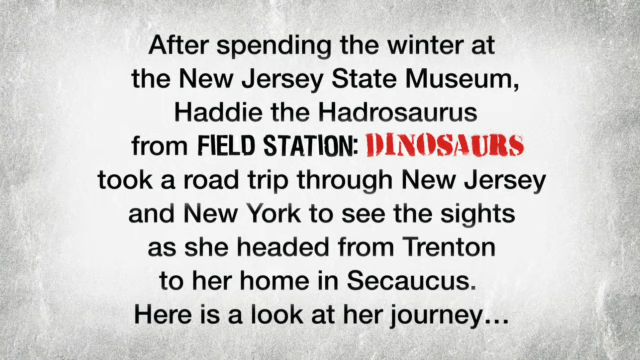 After spending the winter at
the New Jersey State Museum,
Haddie the Hadrosaurus
from FIELD STATION: DINOSAURS
took a road trip through New Jersey
and New York to see the sights
as she headed from Trenton
to her home in Secaucus.
Here is a look at her journey...